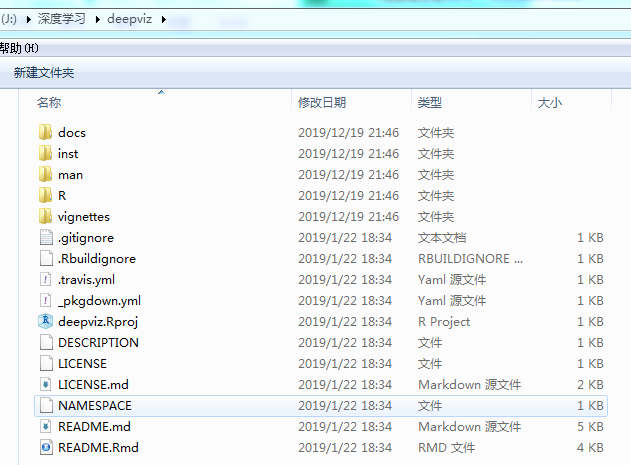 (J:) 深度学习 deepviz
帮助(H)
新建文件夹
名称 修改日期 类型 大小
docs 2019/12/19 21:46 文件夹
inst 2019/12/19 21:46 文件夹
man 2019/12/19 21:46 文件夹
R 2019/12/19 21:46 文件夹
vignettes 2019/12/19 21:46 文件夹
.gitignore 2019/1/22 18:34 文本文档 1 KB
.Rbuildignore 2019/1/22 18:34 RBUILDIGNORE ... 1 KB
.travis.yml 2019/1/22 18:34 Yaml 源文件 1 KB
_pkgdown.yml 2019/1/22 18:34 Yaml 源文件 1 KB
deepviz.Rproj 2019/1/22 18:34 R Project 1 KB
DESCRIPTION 2019/1/22 18:34 文件 1 KB
LICENSE 2019/1/22 18:34 文件 1 KB
LICENSE.md 2019/1/22 18:34 Markdown 源文件 2 KB
NAMESPACE 2019/1/22 18:34 文件 1 KB
README.md 2019/1/22 18:34 Markdown 源文件 5 KB
README.Rmd 2019/1/22 18:34 RMD 文件 4 KB